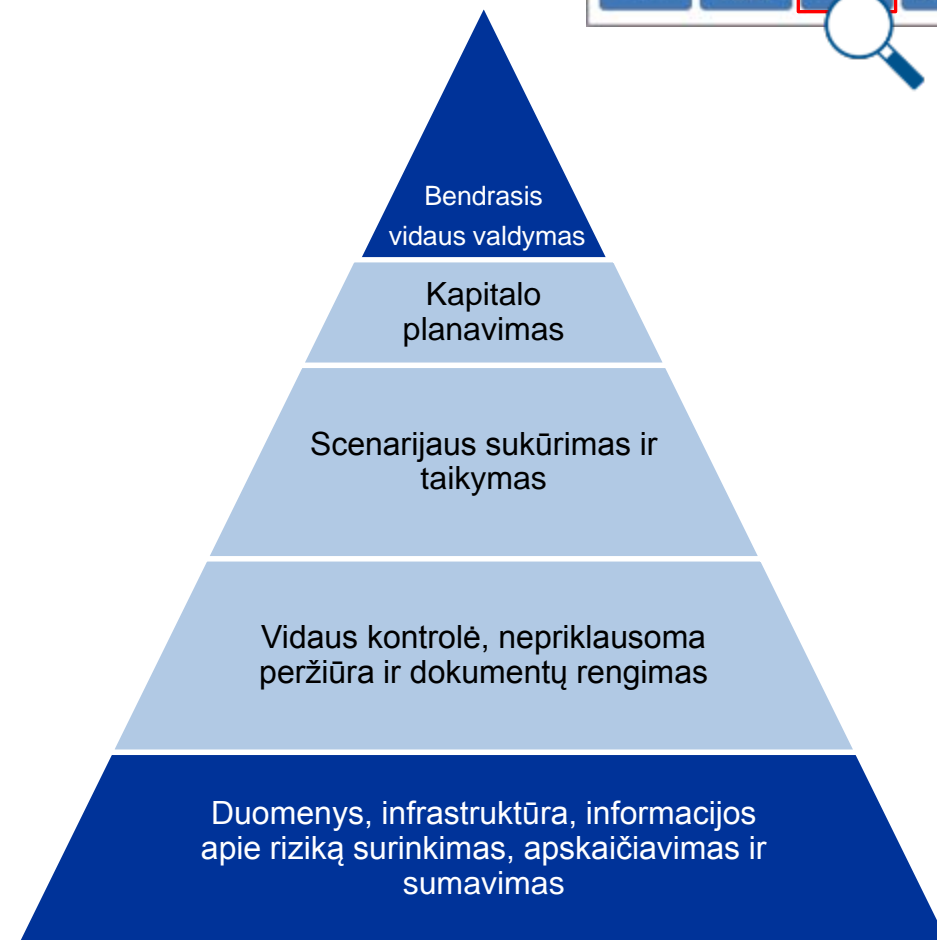 Bendrasis
vidaus valdymas
Kapitalo
planavimas
Scenarijaus sukūrimas ir
taikymas
Vidaus kontrolė, nepriklausoma
peržiūra ir dokumentų rengimas
Duomenys, infrastruktūra, informacijos
apie riziką surinkimas, apskaičiavimas ir
sumavimas